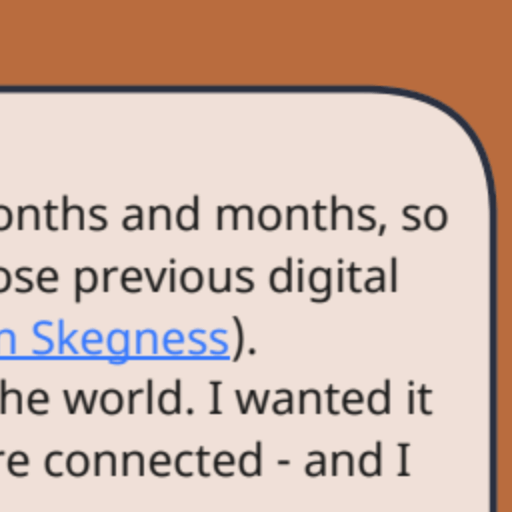 onths and months, so
ose previous digital
n Skegness).
he world. I wanted it
re connected - and I